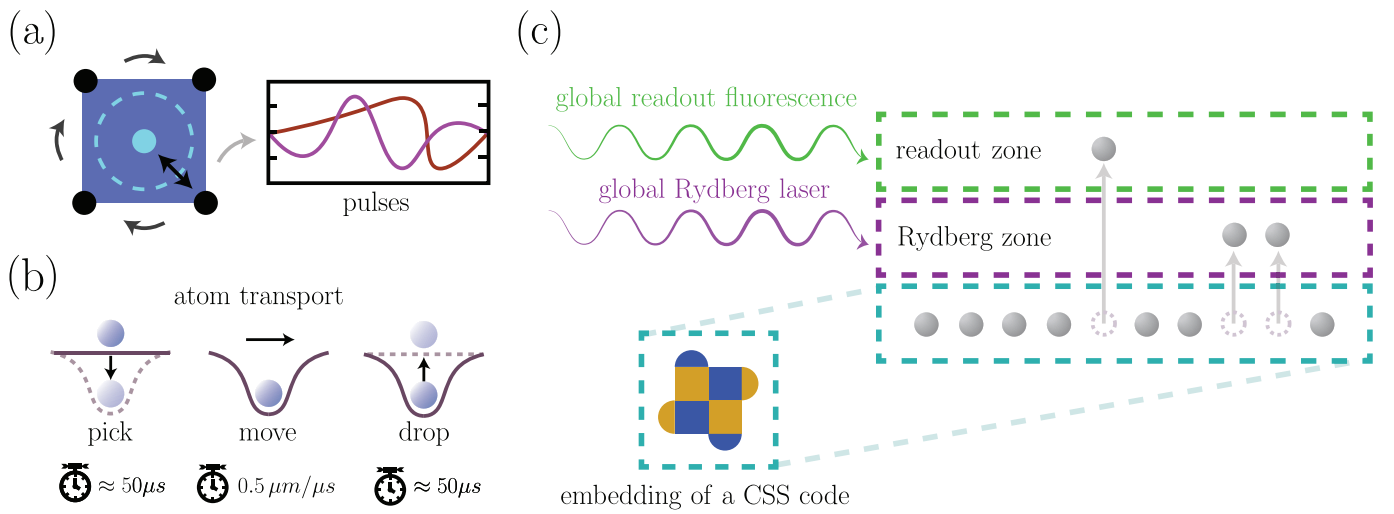 (a)
pulses
(b)
atom transport
pick
move
drop
≈ 50μs
0.5 μm/μs
≈ 50μs
(c)
global readout fluorescence
global Rydberg laser
readout zone
Rydberg zone
embedding of a CSS code